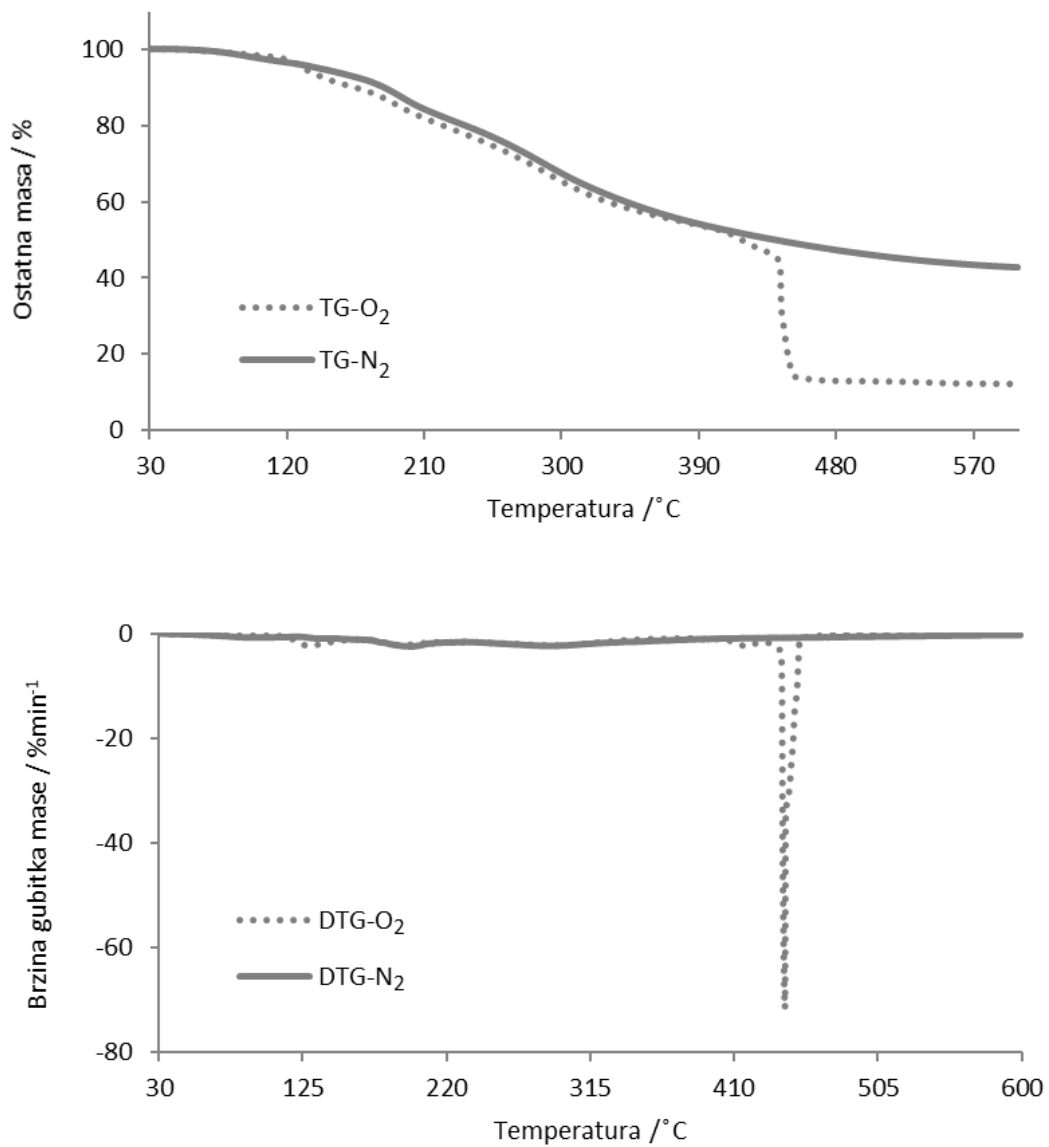 100
80
60
40
20
0
Ostatna masa / %
TG-O₂
TG-N₂
30 120 210 300 390 480 570
Temperatura /˚C
0
-20
-40
-60
-80
Brzina gubitka mase / %min⁻¹
DTG-O₂
DTG-N₂
30 125 220 315 410 505 600
Temperatura /˚C